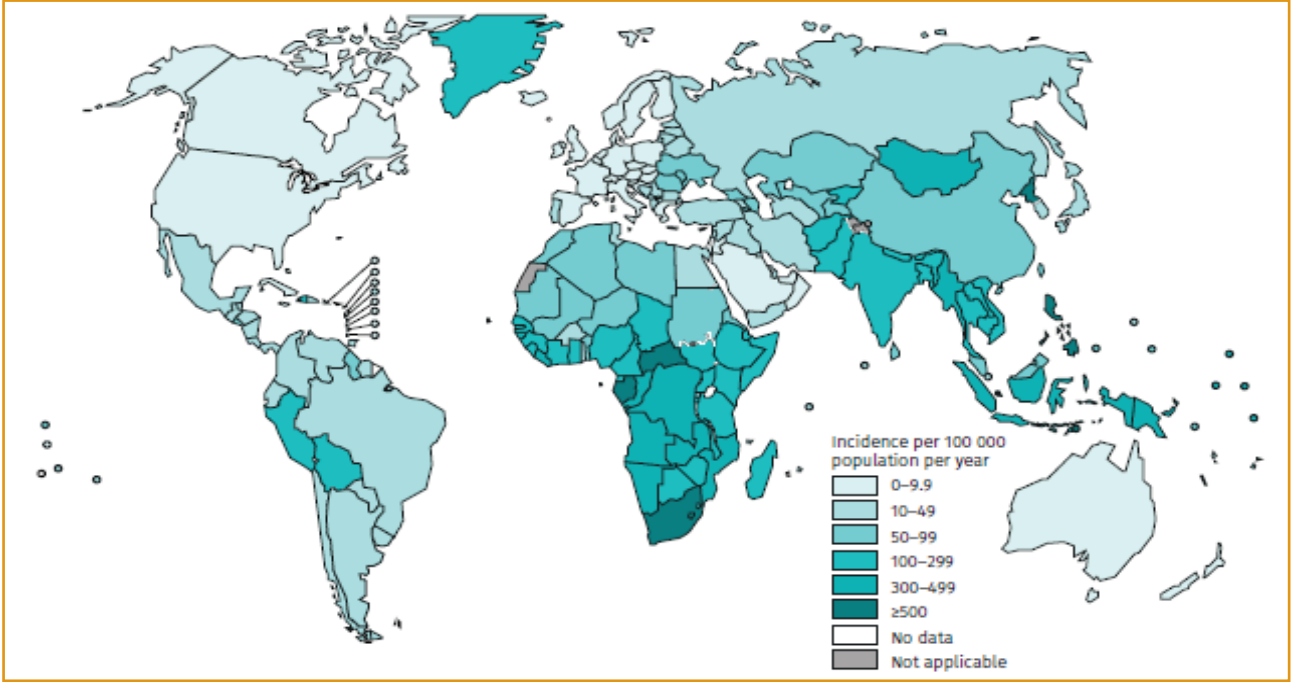 Incidence per 100 000
population per year
0–9.9
10–49
50–99
100–299
300–499
≥500
No data
Not applicable